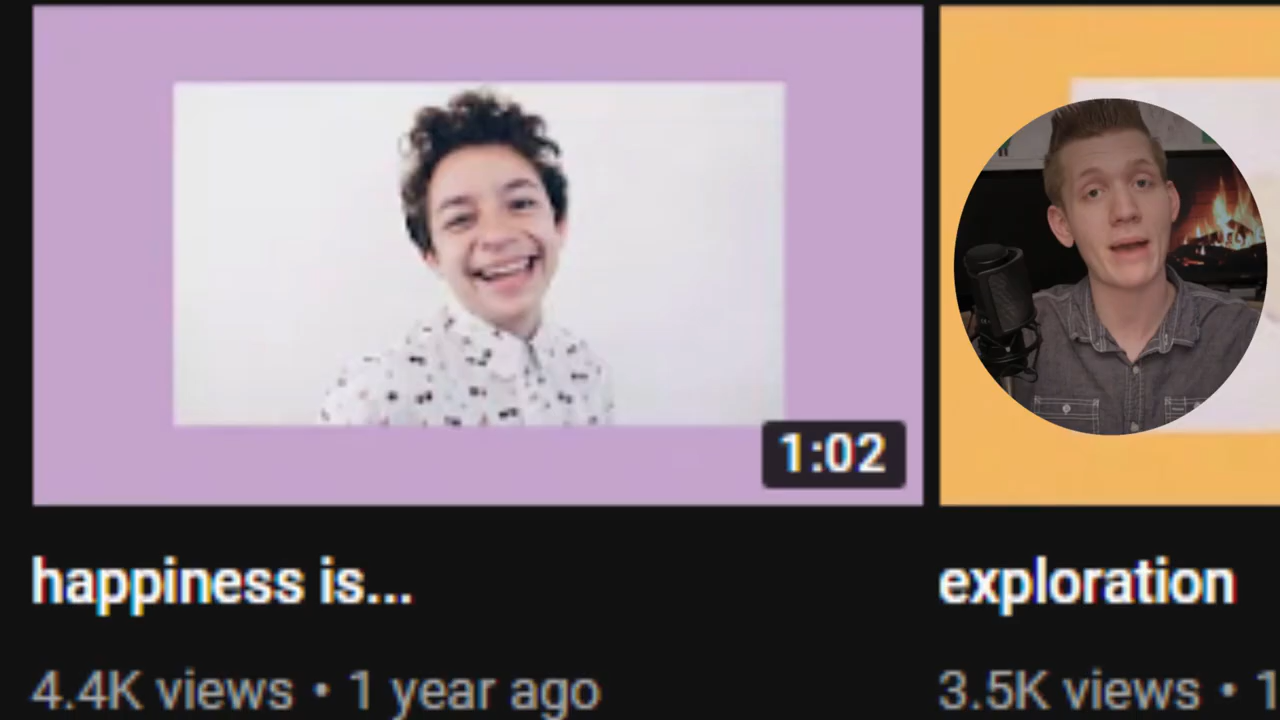 1:02
happiness is...
exploration
4.4K views • 1 year ago
3.5K views • 1